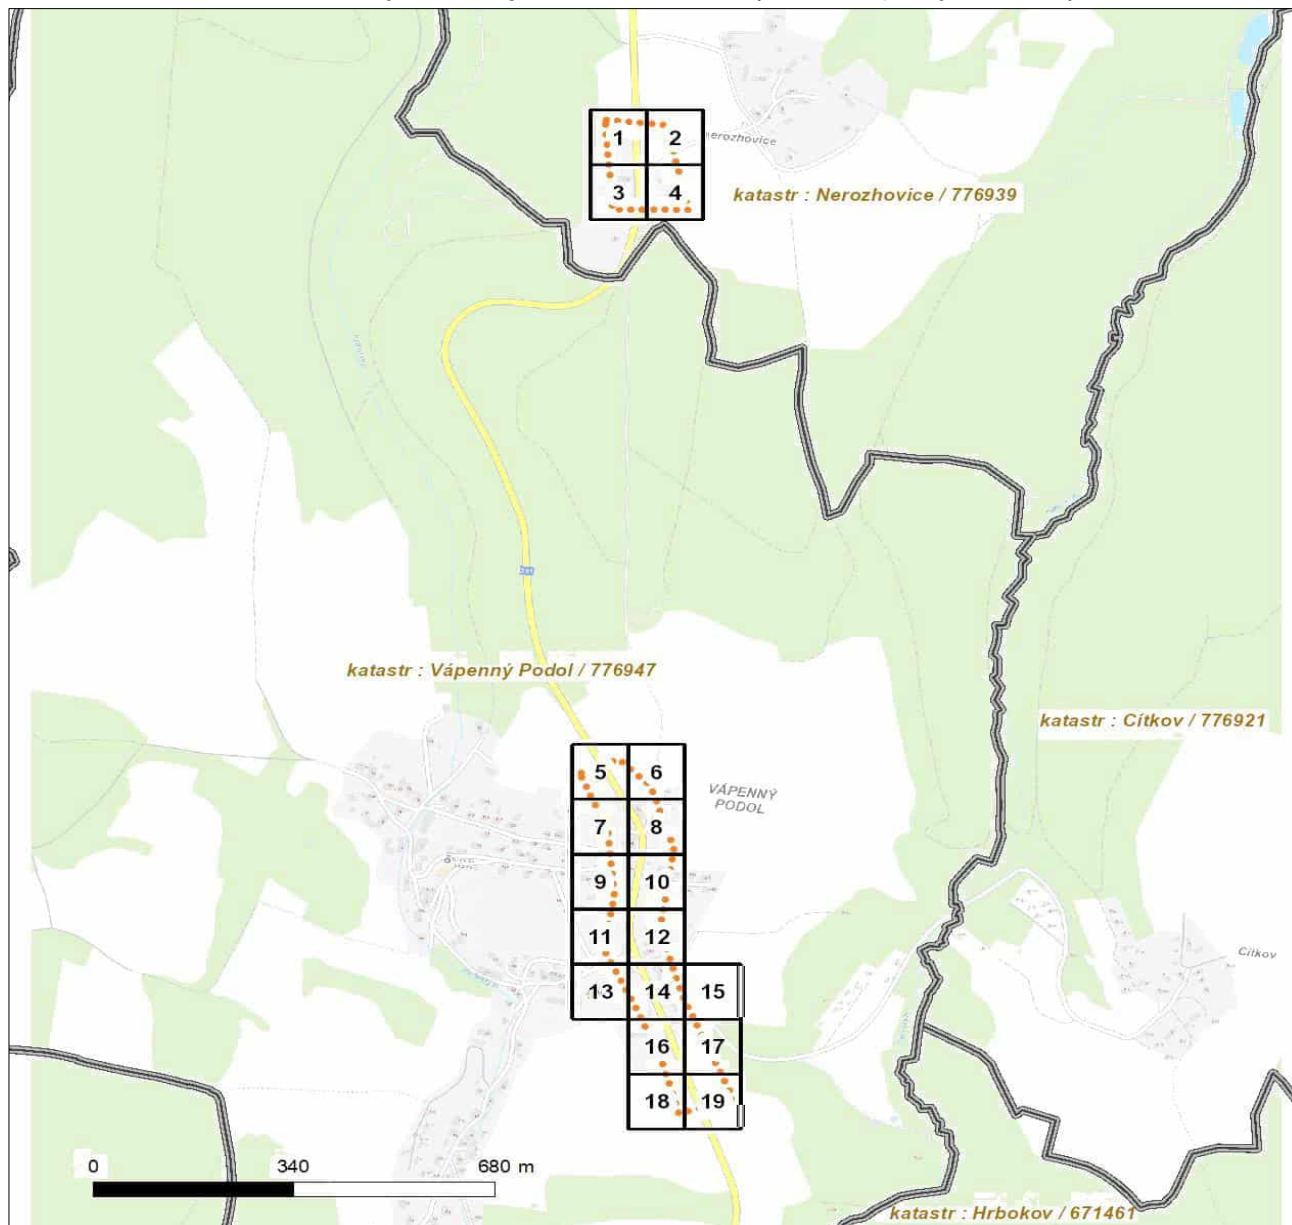 1
2
nerozhovice
3
4
katastr : Nerozhovice / 776939
katastr : Vápenný Podol / 776947
katastr : Cítkov / 776921
5
6
VÁPENNÝ
PODOL
7
8
9
10
11
12
Cítkov
13
14
15
16
17
18
19
0 340 680 m
katastr : Hrbokov / 671461